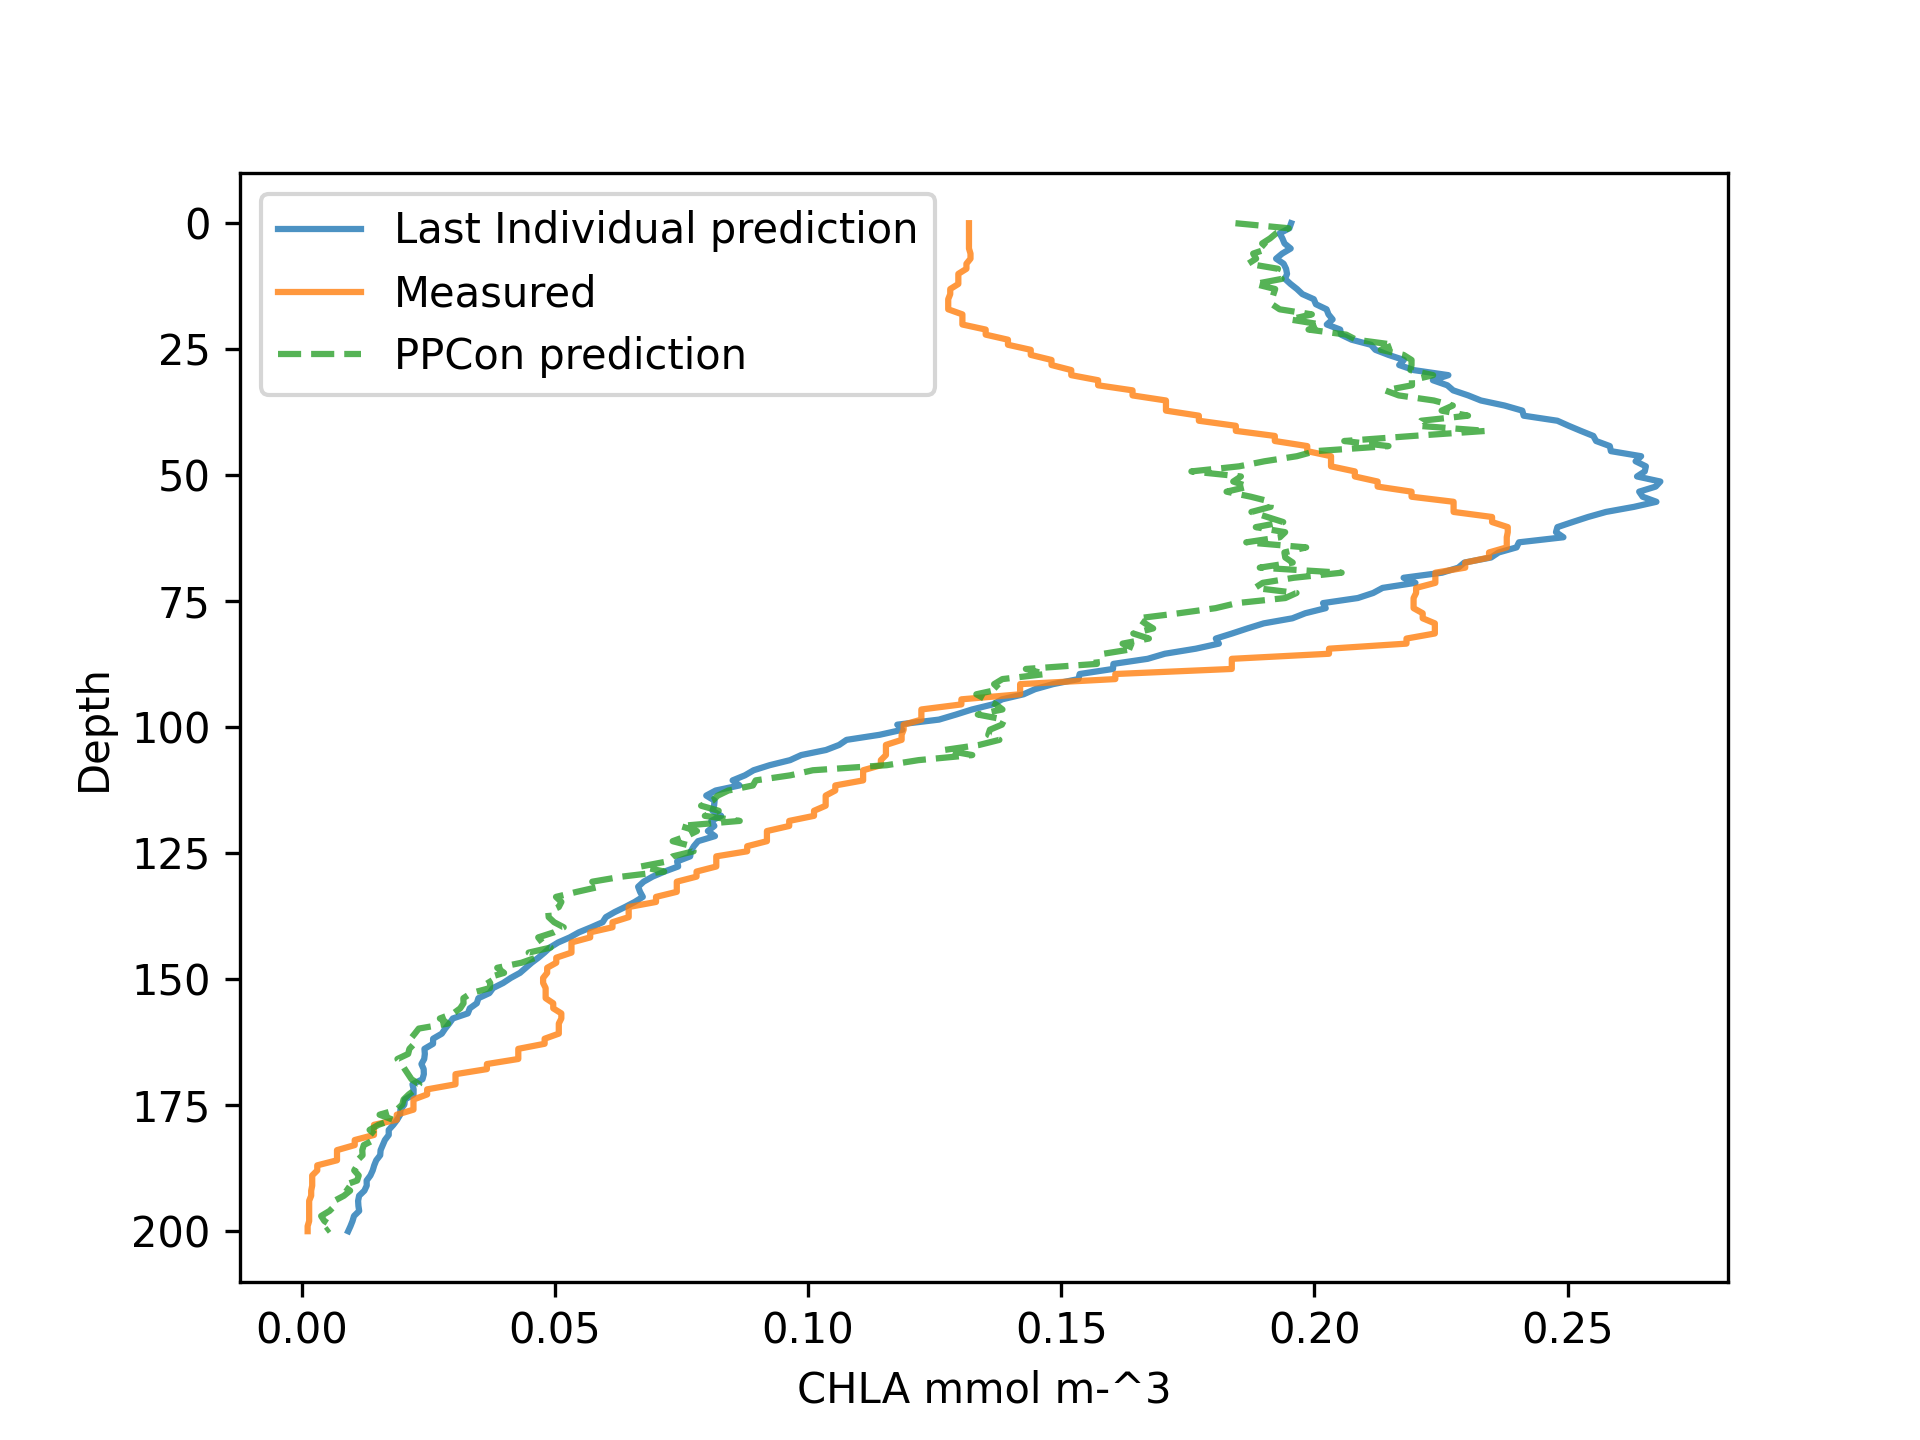 Last Individual prediction
Measured
PPCon prediction
0
25
50
75
100
125
150
175
200
Depth
0.00 0.05 0.10 0.15 0.20 0.25
CHLA mmol m-^3